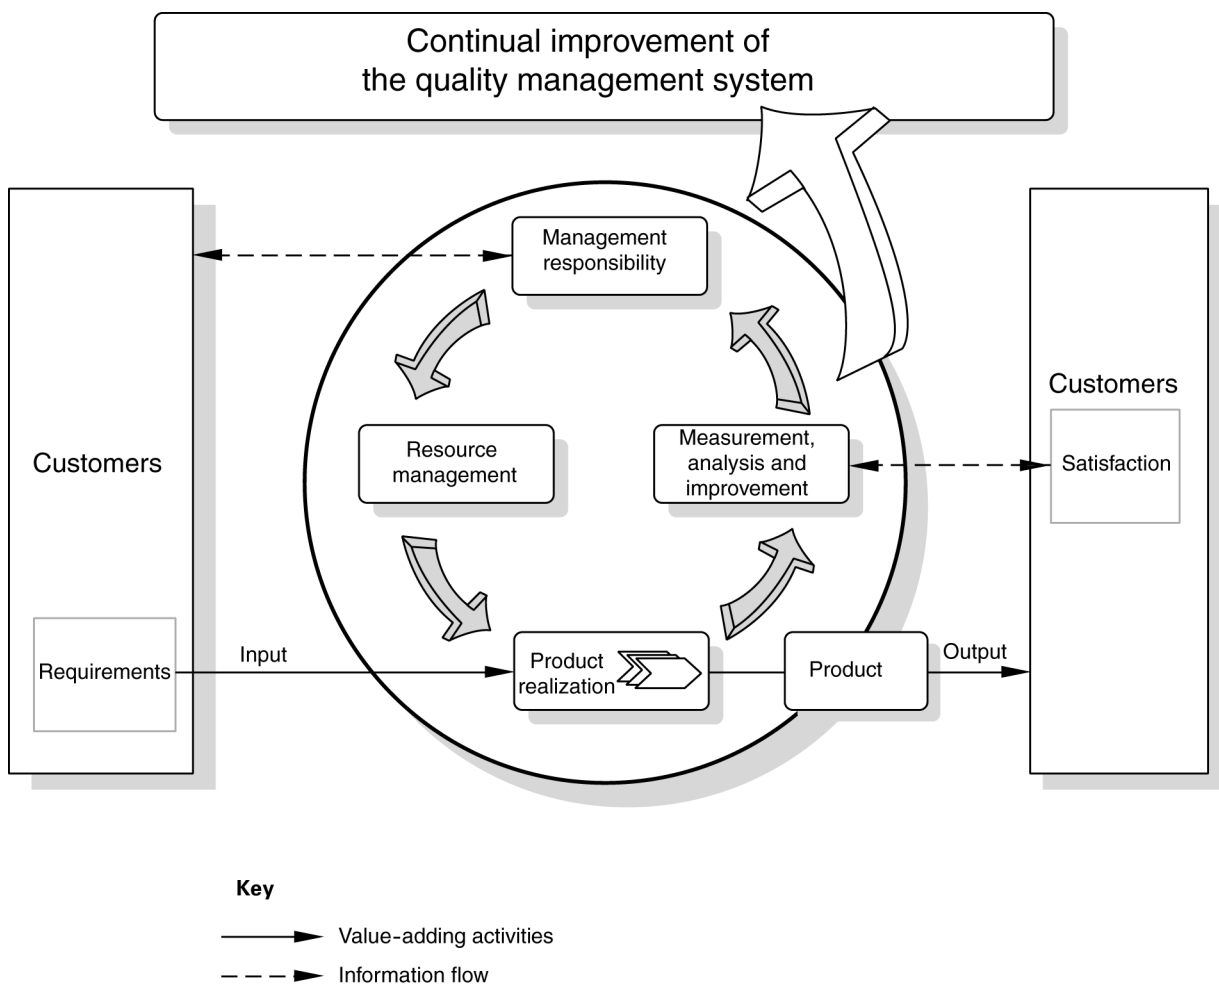 Continual improvement of
the quality management system
Management
responsibility
Customers
Resource
management
Measurement,
analysis and
improvement
Customers
Satisfaction
Requirements
Input
Product
realization
Product
Output
Key
Value-adding activities
Information flow